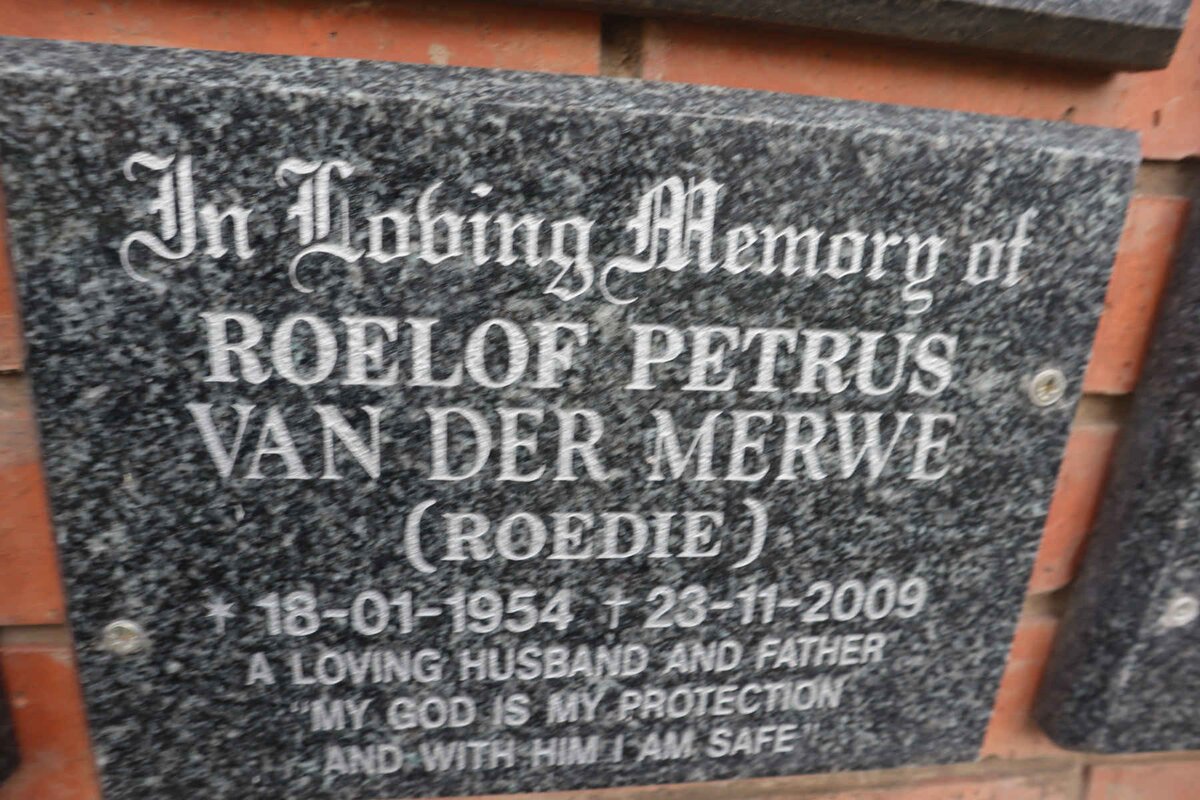 In Loving Memory of
ROELOF PETRUS
VAN DER MERWE
(ROEDIE)
* 18-01-1954 † 23-11-2009
A LOVING HUSBAND AND FATHER
"MY GOD IS MY PROTECTION
AND WITH HIM I AM SAFE"